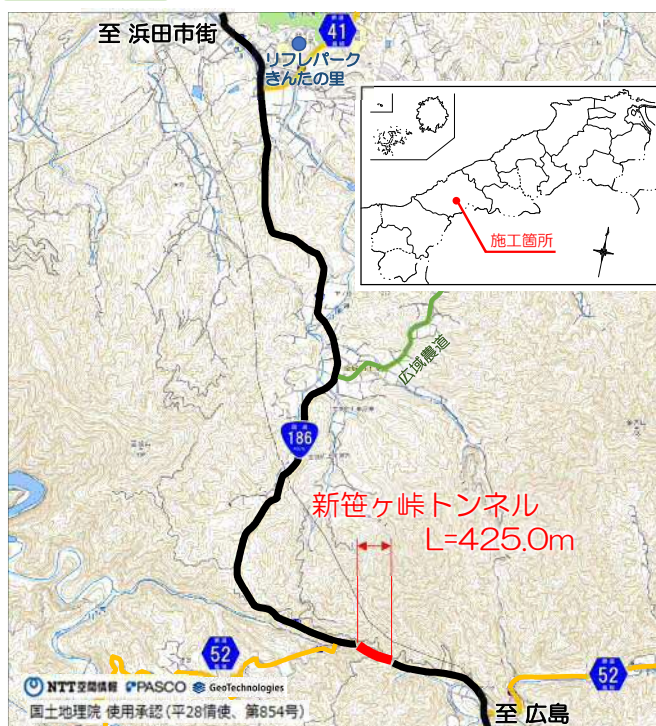 至 浜田市街
41
リフレパーク
きんたの里
施工箇所
広域農道
186
新笹ヶ峠トンネル
L=425.0m
52
52
至 広島
NTT空間情報 PASCO GeoTechnologies
国土地理院 使用承認(平28情使、第854号)